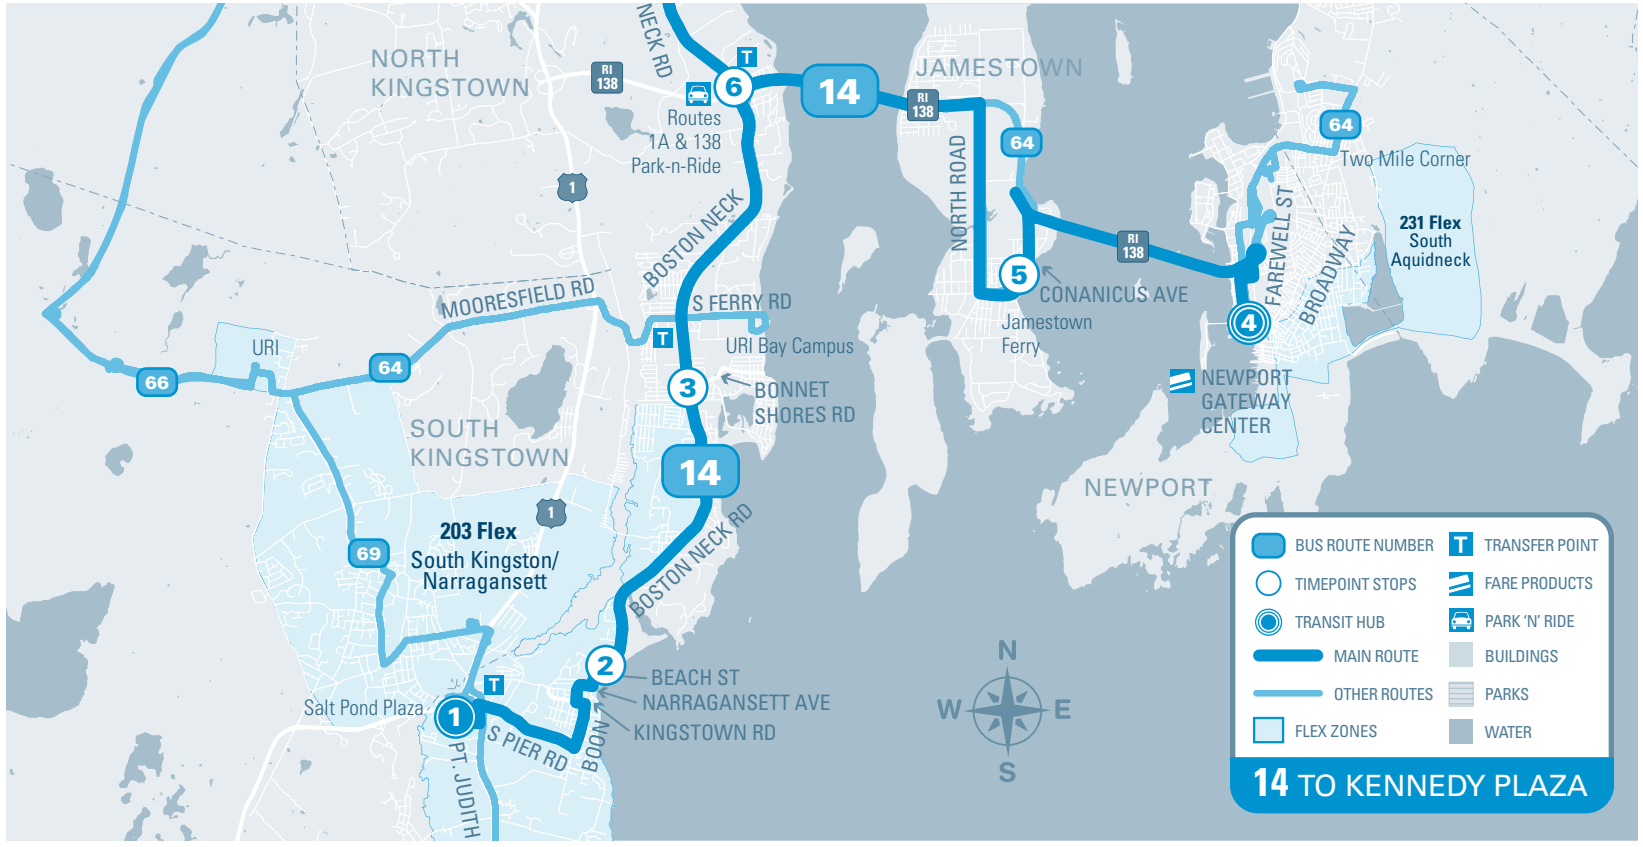 NORTH
KINGSTOWN
RI
138
NECK RD
T
6
Routes
1A & 138
Park-n-Ride
14
RI
138
JAMESTOWN
64
NORTH ROAD
5
CONANICUS AVE
Jamestown
Ferry
RI
138
64
Two Mile Corner
FAREWELL ST
BROADWAY
231 Flex
South
Aquidneck
4
NEWPORT
GATEWAY
CENTER
NEWPORT
1
BOSTON NECK
MOORESFIELD RD
S FERRY RD
T
URI Bay Campus
URI
66
64
3
BONNET
SHORES RD
SOUTH
KINGSTOWN
14
1
203 Flex
South Kingston/
Narragansett
69
BOSTON NECK RD
2
BEACH ST
NARRAGANSETT AVE
KINGSTOWN RD
T
Salt Pond Plaza
1
S PIER RD
BOON
PT. JUDITH
N
W
E
S
BUS ROUTE NUMBER
T
TRANSFER POINT
TIMEPOINT STOPS
FARE PRODUCTS
TRANSIT HUB
PARK 'N' RIDE
MAIN ROUTE
BUILDINGS
OTHER ROUTES
PARKS
FLEX ZONES
WATER
14 TO KENNEDY PLAZA